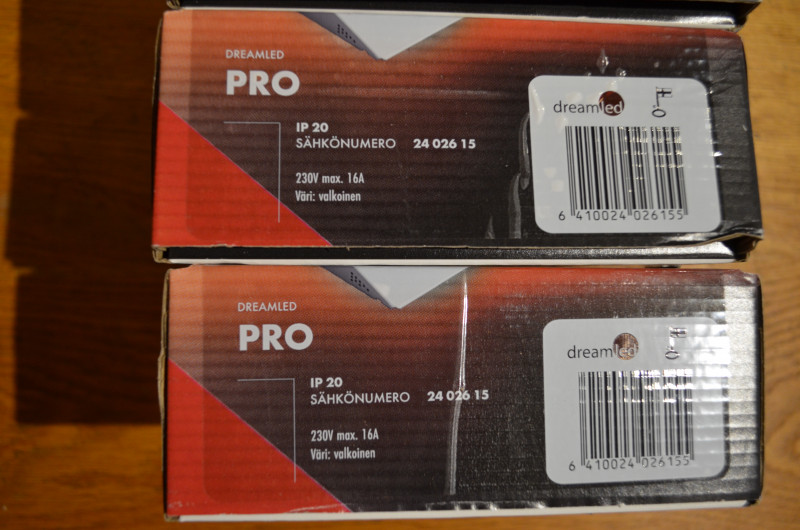 DREAMLED
PRO
IP 20
SÄHKÖNUMERO 24 026 15
230V max. 16A
Väri: valkoinen
dreamled
6 410024 026155
DREAMLED
PRO
IP 20
SÄHKÖNUMERO 24 026 15
230V max. 16A
Väri: valkoinen
dreamled
6 410024 026155